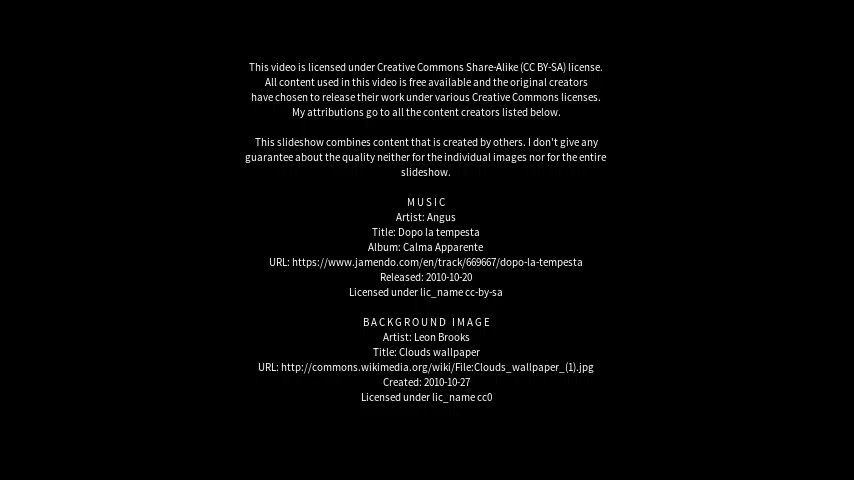 This video is licensed under Creative Commons Share-Alike (CC BY-SA) license.
All content used in this video is free available and the original creators
have chosen to release their work under various Creative Commons licenses.
My attributions go to all the content creators listed below.
This slideshow combines content that is created by others. I don't give any
guarantee about the quality neither for the individual images nor for the entire
slideshow.
MUSIC
Artist: Angus
Title: Dopo la tempesta
Album: Calma Apparente
URL: https://www.jamendo.com/en/track/669667/dopo-la-tempesta
Released: 2010-10-20
Licensed under lic_name cc-by-sa
BACKGROUND IMAGE
Artist: Leon Brooks
Title: Clouds wallpaper
URL: http://commons.wikimedia.org/wiki/File:Clouds_wallpaper_(1).jpg
Created: 2010-10-27
Licensed under lic_name cc0